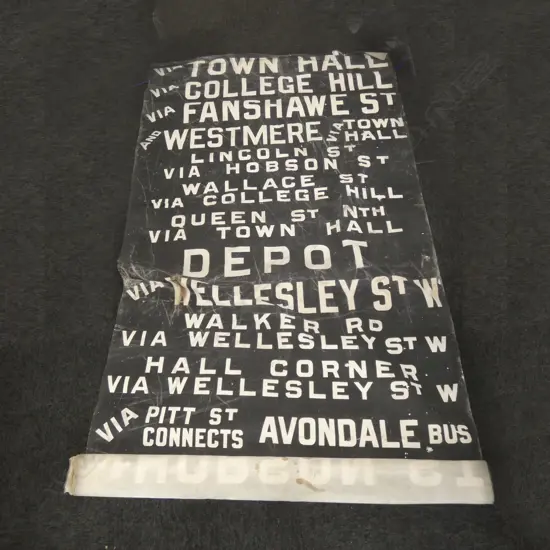 VIA TOWN HALL
VIA COLLEGE HILL
VIA FANSHAWE ST
AND WESTMERE VIA TOWN HALL
LINCOLN ST
VIA HOBSON ST
WALLACE ST
VIA COLLEGE HILL
QUEEN ST NTH
VIA TOWN HALL
DEPOT
VIA WELLESLEY ST W
WALKER RD
VIA WELLESLEY ST W
HALL CORNER
VIA WELLESLEY ST W
VIA PITT ST
CONNECTS AVONDALE BUS